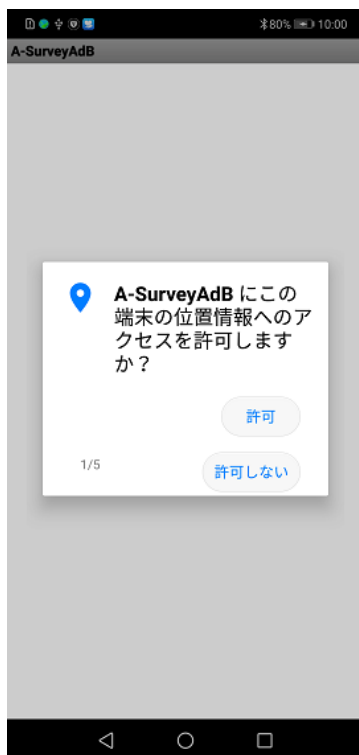 80% 10:00
A-SurveyAdB
A-SurveyAdB にこの
端末の位置情報へのア
クセスを許可します
か？
許可
1/5
許可しない